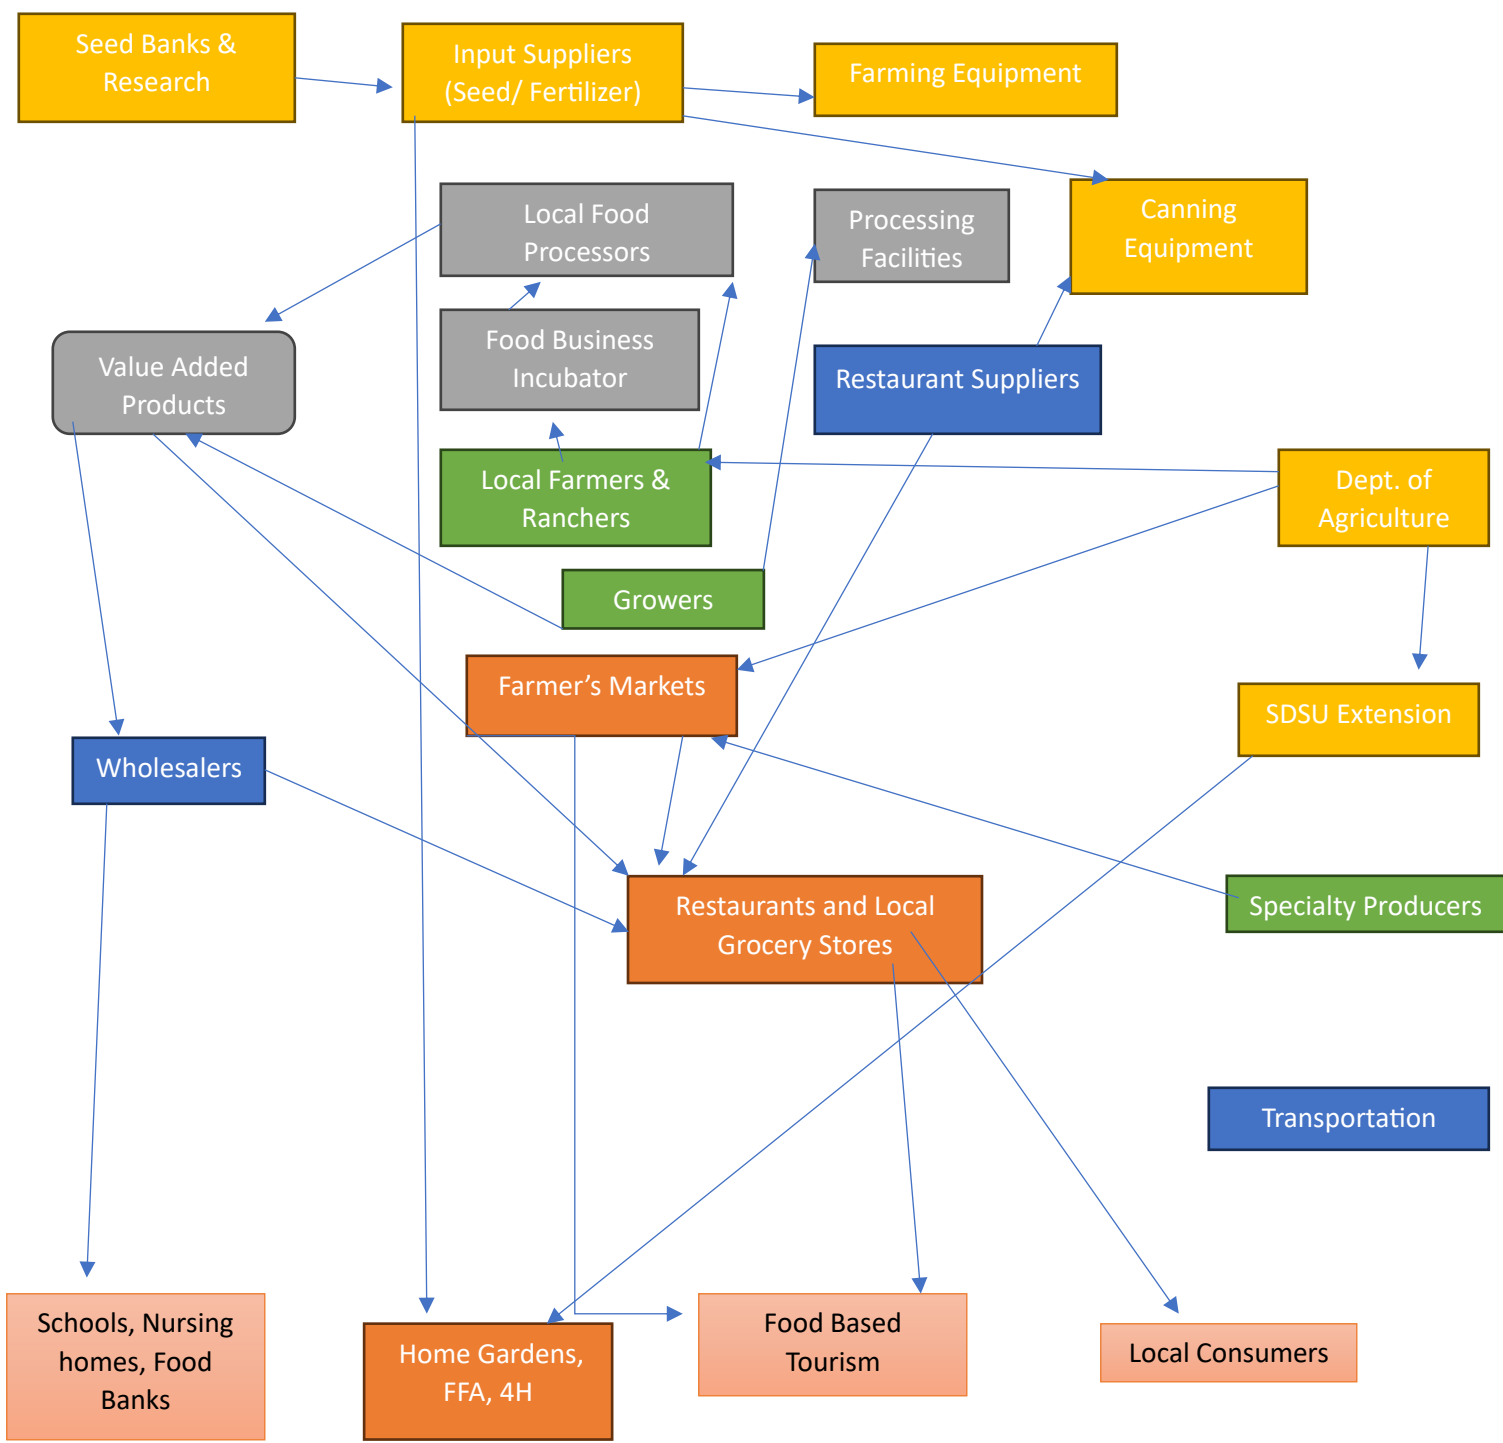 Seed Banks &
Research
Input Suppliers
(Seed/ Fertilizer)
Farming Equipment
Local Food
Processors
Processing
Facilities
Canning
Equipment
Value Added
Products
Food Business
Incubator
Restaurant Suppliers
Local Farmers &
Ranchers
Dept. of
Agriculture
Growers
Farmer’s Markets
SDSU Extension
Wholesalers
Restaurants and Local
Grocery Stores
Specialty Producers
Transportation
Schools, Nursing
homes, Food
Banks
Home Gardens,
FFA, 4H
Food Based
Tourism
Local Consumers